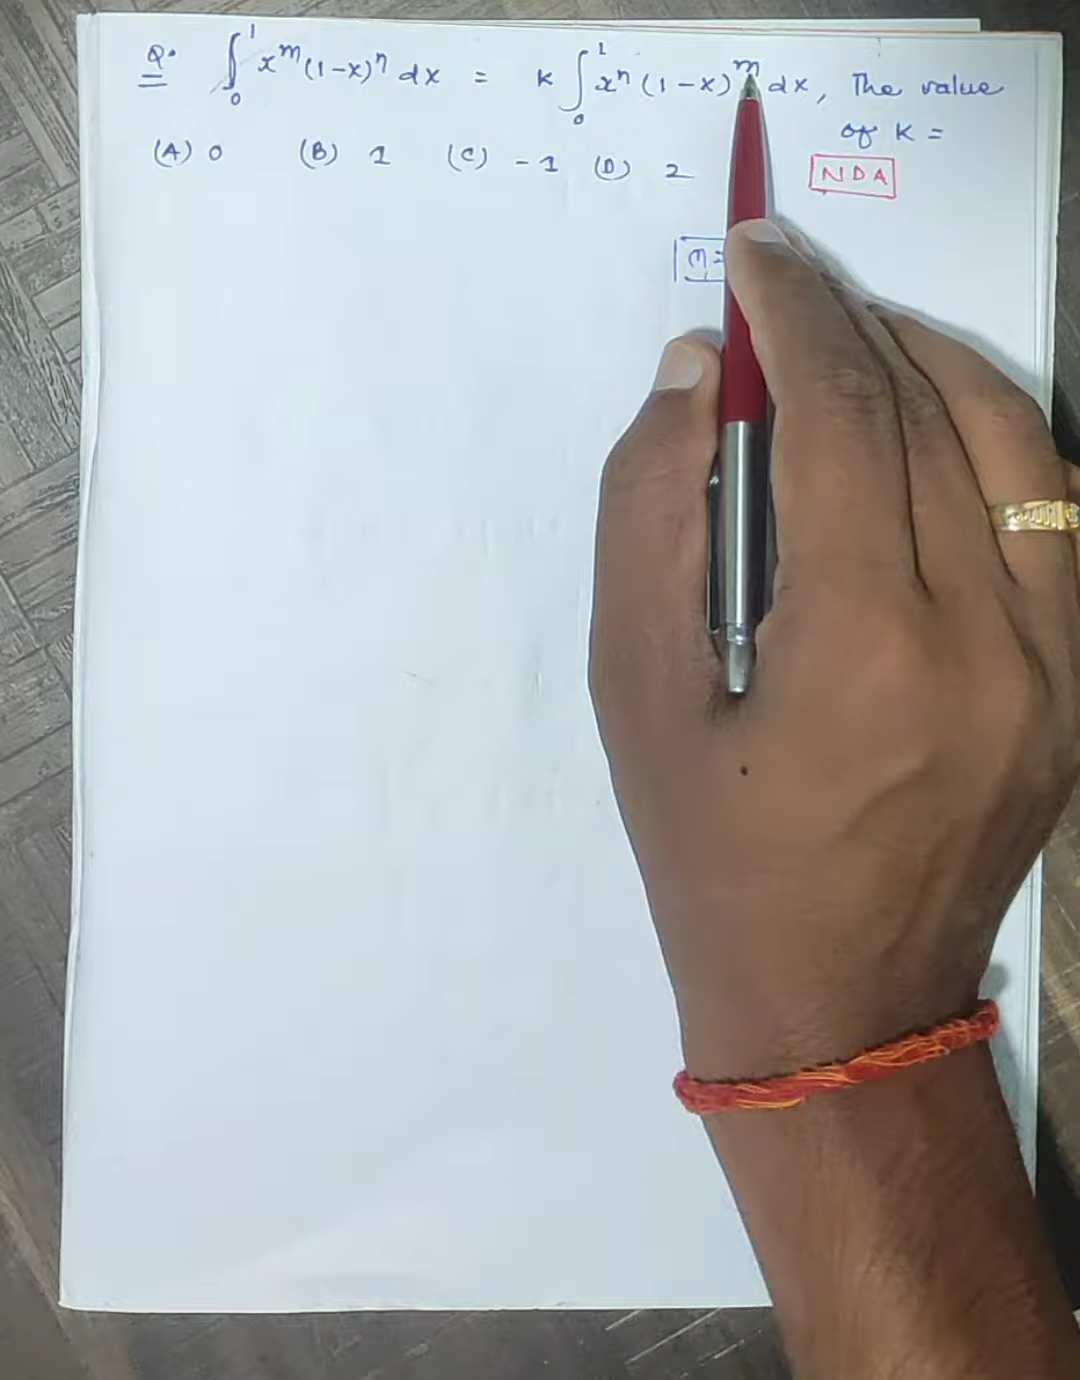 Q. ∫₀¹ xᵐ (1-x)ⁿ dx = K ∫₀¹ xⁿ (1-x)ᵐ dx, The value
of K =
(A) 0 (B) 1 (C) -1 (D) 2
NDA
m=